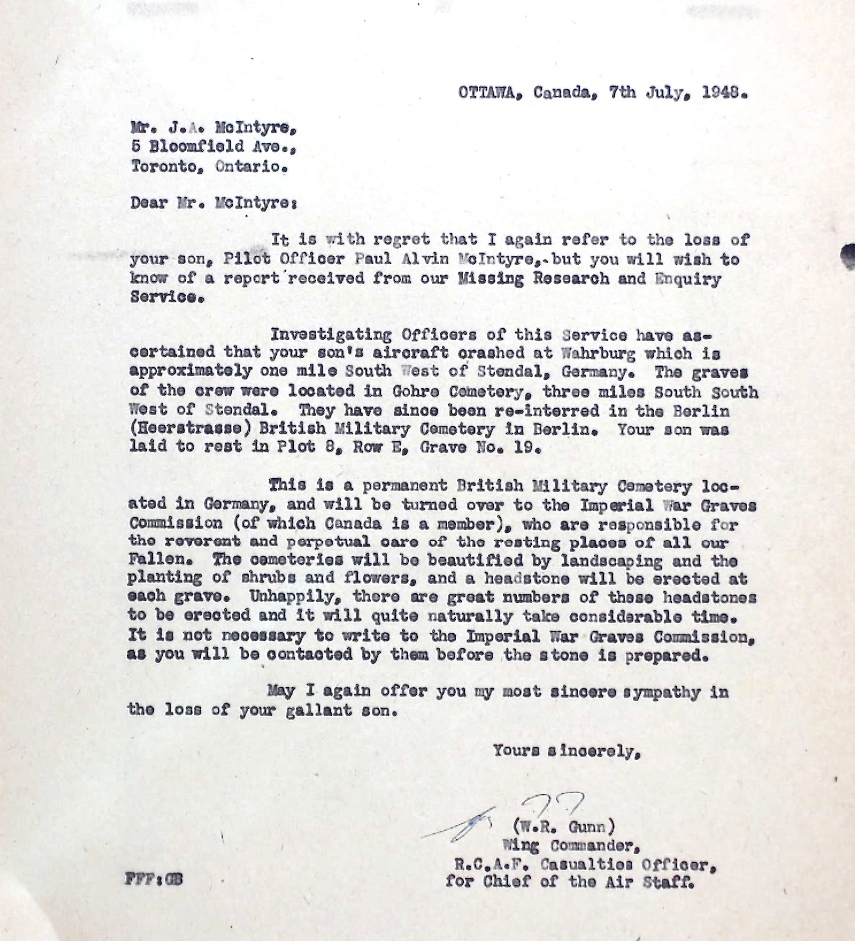 OTTAWA, Canada, 7th July, 1948.
Mr. J.A. McIntyre,
5 Bloomfield Ave.,
Toronto, Ontario.
Dear Mr. McIntyre:
It is with regret that I again refer to the loss of
your son, Pilot Officer Paul Alvin McIntyre, but you will wish to
know of a report received from our Missing Research and Enquiry
Service.
Investigating Officers of this Service have as-
certained that your son's aircraft crashed at Wahrburg which is
approximately one mile South West of Stendal, Germany. The graves
of the crew were located in Gohre Cemetery, three miles South South
West of Stendal. They have since been re-interred in the Berlin
(Heerstrasse) British Military Cemetery in Berlin. Your son was
laid to rest in Plot 8, Row E, Grave No. 19.
This is a permanent British Military Cemetery loc-
ated in Germany, and will be turned over to the Imperial War Graves
Commission (of which Canada is a member), who are responsible for
the reverent and perpetual care of the resting places of all our
Fallen. The cemeteries will be beautified by landscaping and the
planting of shrubs and flowers, and a headstone will be erected at
each grave. Unhappily, there are great numbers of these headstones
to be erected and it will quite naturally take considerable time.
It is not necessary to write to the Imperial War Graves Commission,
as you will be contacted by them before the stone is prepared.
May I again offer you my most sincere sympathy in
the loss of your gallant son.
Yours sincerely,
(W.R. Gunn)
Wing Commander,
R.C.A.F. Casualties Officer,
for Chief of the Air Staff.
FFF:GB